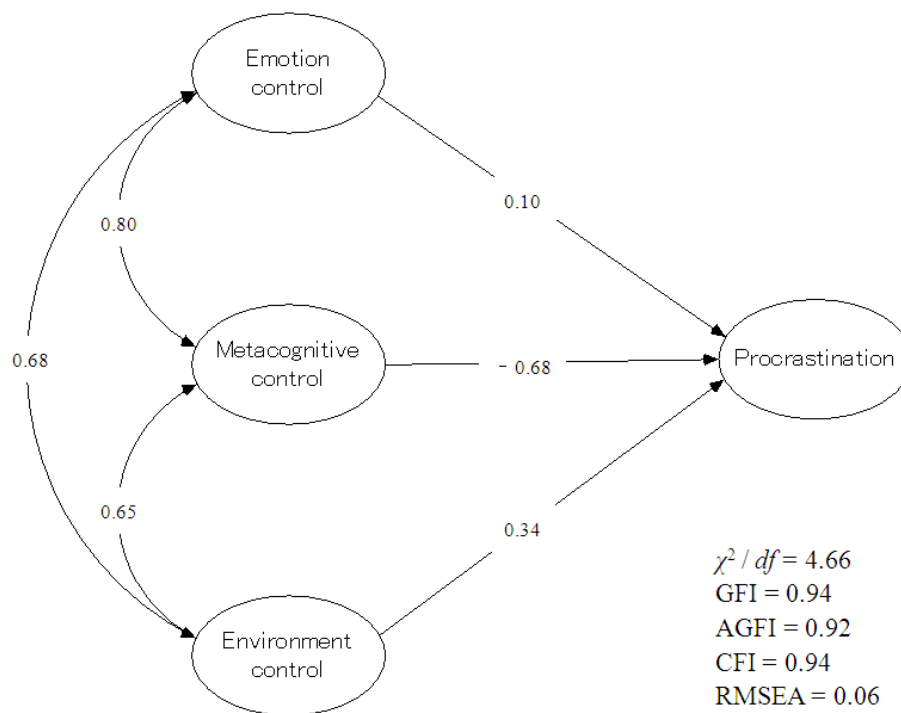 Emotion
control
0.10
0.80
Metacognitive
control
Procrastination
0.68
- 0.68
0.65
0.34
Environment
control
χ² / df = 4.66
GFI = 0.94
AGFI = 0.92
CFI = 0.94
RMSEA = 0.06